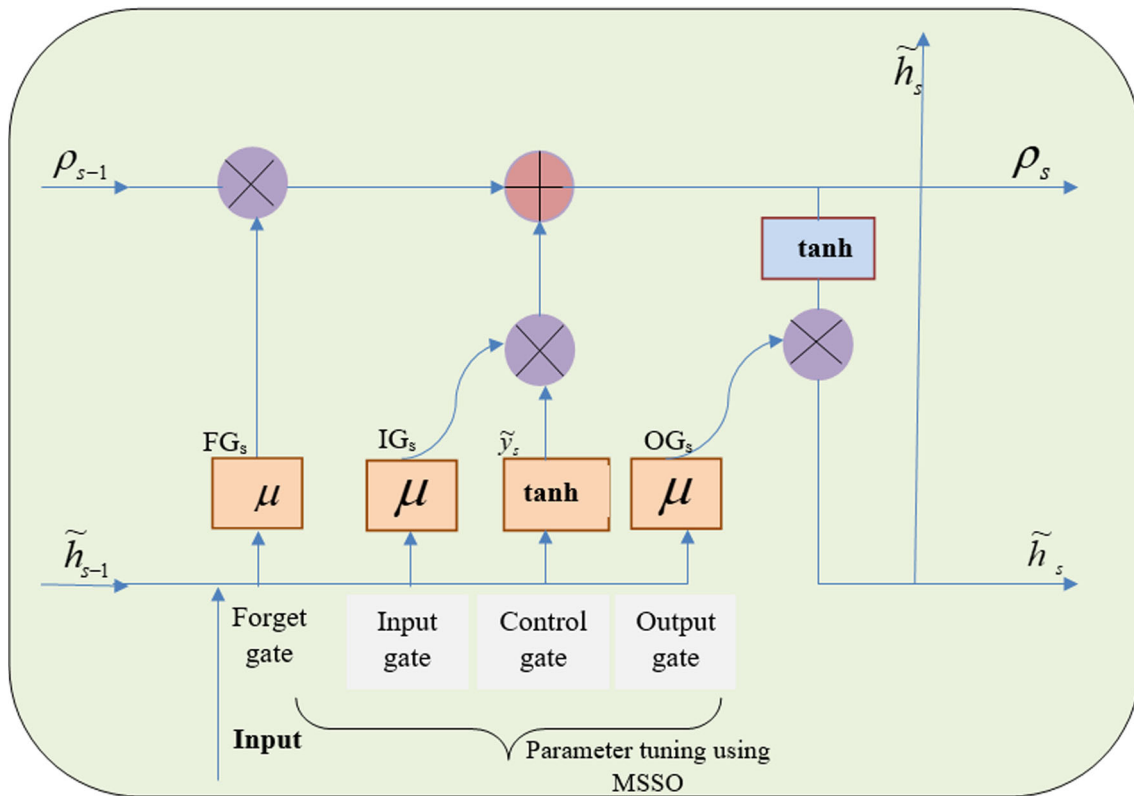 h̃ₛ
ρₛ₋₁
ρₛ
tanh
FGₛ
IGₛ
ỹₛ
OGₛ
μ
μ
tanh
μ
h̃ₛ₋₁
h̃ₛ
Forget
gate
Input
gate
Control
gate
Output
gate
Input
Parameter tuning using
MSSO